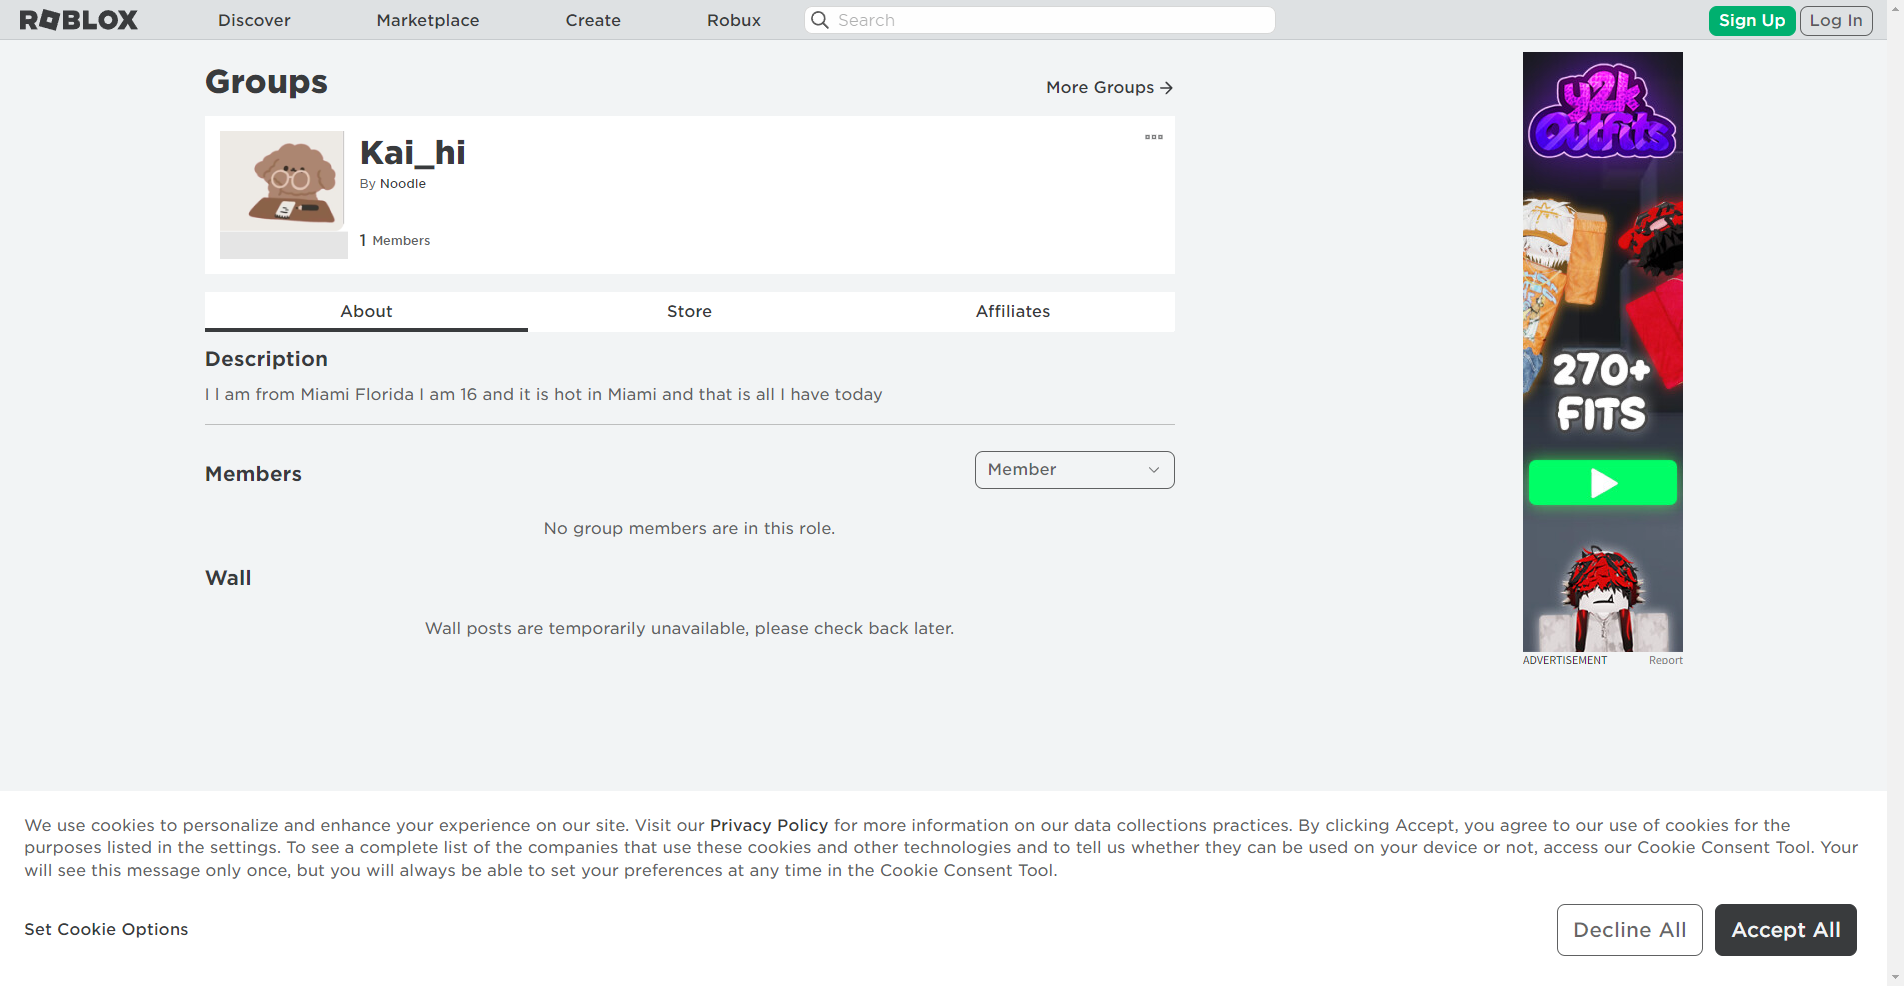 ROBLOX
Discover
Marketplace
Create
Robux
Search
Sign Up
Log In
Groups
More Groups
Kai_hi
By Noodle
1 Members
About
Store
Affiliates
Description
I I am from Miami Florida I am 16 and it is hot in Miami and that is all I have today
Members
Member
No group members are in this role.
Wall
Wall posts are temporarily unavailable, please check back later.
y2k
Outfits
270+
FITS
ADVERTISEMENT
Report
We use cookies to personalize and enhance your experience on our site. Visit our Privacy Policy for more information on our data collections practices. By clicking Accept, you agree to our use of cookies for the
purposes listed in the settings. To see a complete list of the companies that use these cookies and other technologies and to tell us whether they can be used on your device or not, access our Cookie Consent Tool. Your
will see this message only once, but you will always be able to set your preferences at any time in the Cookie Consent Tool.
Set Cookie Options
Decline All
Accept All